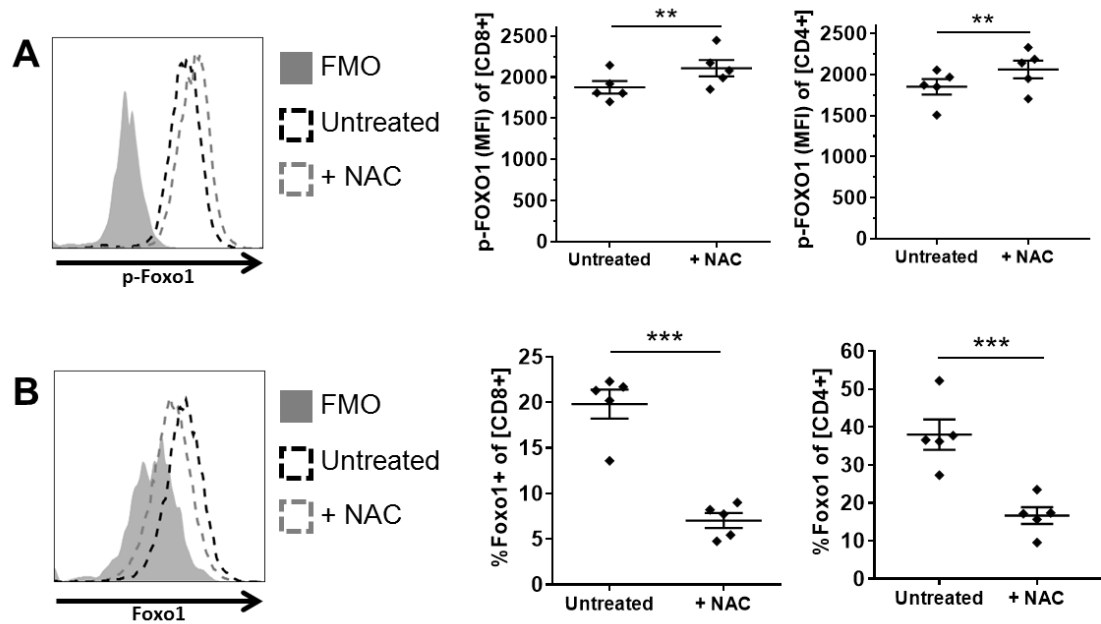 A
FMO
Untreated
+ NAC
p-Foxo1
p-FOXO1 (MFI) of [CD8+]
2500
2000
1500
1000
500
0
**
Untreated
+ NAC
p-FOXO1 (MFI) of [CD4+]
2500
2000
1500
1000
500
0
**
Untreated
+ NAC
B
FMO
Untreated
+ NAC
Foxo1
%Foxo1+ of [CD8+]
25
20
15
10
5
0
***
Untreated
+ NAC
%Foxo1 of [CD4+]
60
50
40
30
20
10
0
***
Untreated
+ NAC